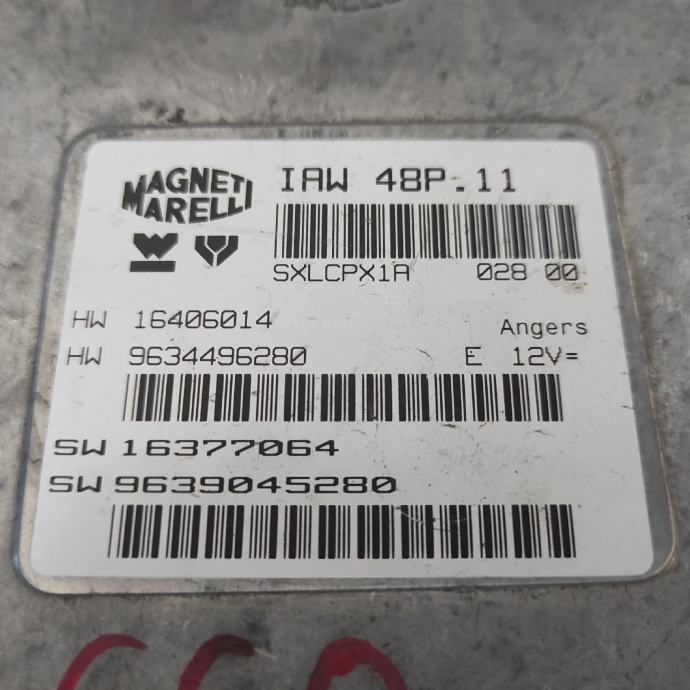 MAGNETI MARELLI
IAW 48P.11
SXLCPX1A 028 00
HW 16406014 Angers
HW 9634496280 E 12V=
SW 16377064
SW 9639045280